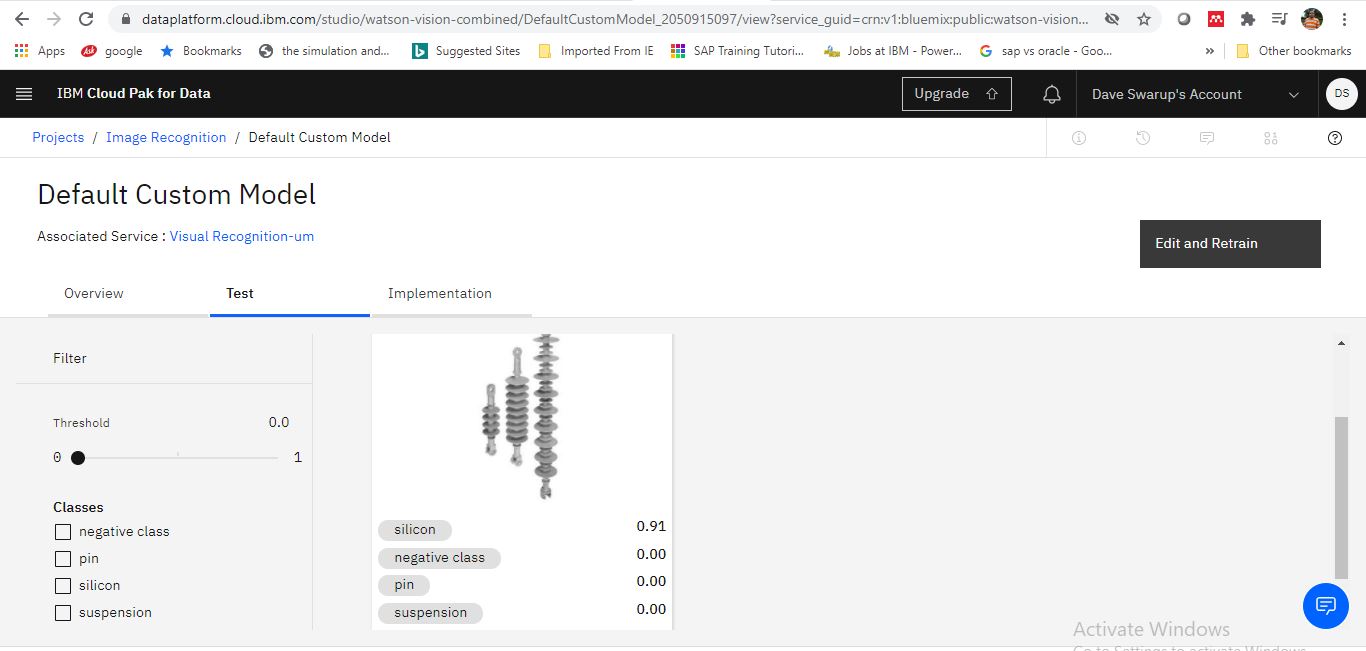 dataplatform.cloud.ibm.com/studio/watson-vision-combined/DefaultCustomModel_2050915097/view?service_guid=crn:v1:bluemix:public:watson-vision...
Apps Ask google Bookmarks the simulation and... Suggested Sites Imported From IE SAP Training Tutori... Jobs at IBM - Power... G sap vs oracle - Goo... » Other bookmarks
IBM Cloud Pak for Data Upgrade Dave Swarup's Account DS
Projects / Image Recognition / Default Custom Model
Default Custom Model
Associated Service : Visual Recognition-um
Edit and Retrain
Overview Test Implementation
Filter
Threshold 0.0
0 1
Classes
negative class
pin
silicon
suspension
silicon 0.91
negative class 0.00
pin 0.00
suspension 0.00
Activate Windows
Go to Settings to activate Windows.